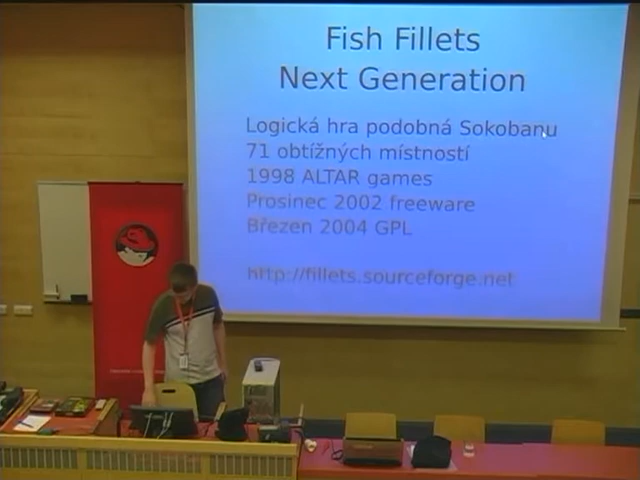 Fish Fillets
Next Generation
Logická hra podobná Sokobanu
71 obtížných místností
1998 ALTAR games
Prosinec 2002 freeware
Březen 2004 GPL
http://fillets.sourceforge.net